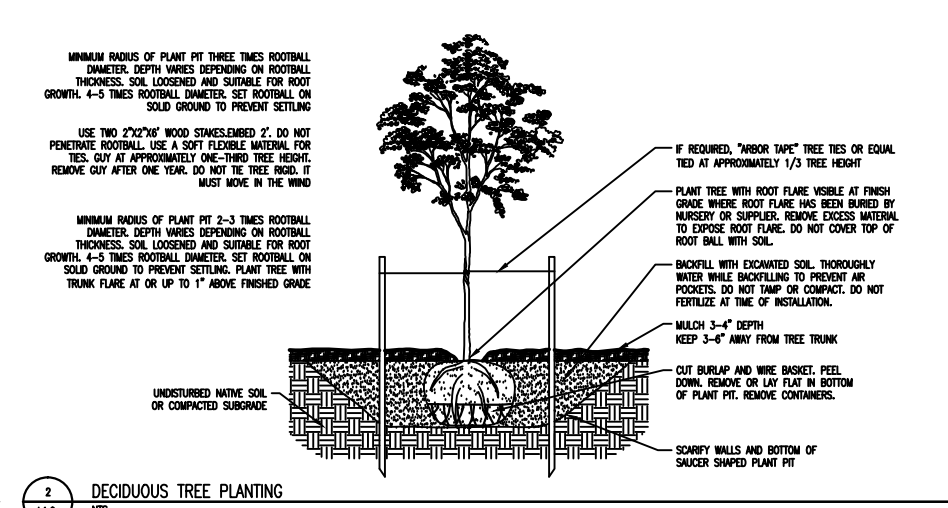 MINIMUM RADIUS OF PLANT PIT THREE TIMES ROOTBALL
DIAMETER. DEPTH VARIES DEPENDING ON ROOTBALL
THICKNESS. SOIL LOOSENED AND SUITABLE FOR ROOT
GROWTH. 4-5 TIMES ROOTBALL DIAMETER. SET ROOTBALL ON
SOLID GROUND TO PREVENT SETTLING
USE TWO 2"X2"X6' WOOD STAKES.EMBED 2'. DO NOT
PENETRATE ROOTBALL. USE A SOFT FLEXIBLE MATERIAL FOR
TIES. GUY AT APPROXIMATELY ONE-THIRD TREE HEIGHT.
REMOVE GUY AFTER ONE YEAR. DO NOT TIE TREE RIGID. IT
MUST MOVE IN THE WIIND
MINIMUM RADIUS OF PLANT PIT 2-3 TIMES ROOTBALL
DIAMETER. DEPTH VARIES DEPENDING ON ROOTBALL
THICKNESS. SOIL LOOSENED AND SUITABLE FOR ROOT
GROWTH. 4-5 TIMES ROOTBALL DIAMETER. SET ROOTBALL ON
SOLID GROUND TO PREVENT SETTLING. PLANT TREE WITH
TRUNK FLARE AT OR UP TO 1" ABOVE FINISHED GRADE
UNDISTURBED NATIVE SOIL
OR COMPACTED SUBGRADE
IF REQUIRED, "ARBOR TAPE" TREE TIES OR EQUAL
TIED AT APPROXIMATELY 1/3 TREE HEIGHT
PLANT TREE WITH ROOT FLARE VISIBLE AT FINISH
GRADE WHERE ROOT FLARE HAS BEEN BURIED BY
NURSERY OR SUPPLIER. REMOVE EXCESS MATERIAL
TO EXPOSE ROOT FLARE. DO NOT COVER TOP OF
ROOT BALL WITH SOIL.
BACKFILL WITH EXCAVATED SOIL. THOROUGHLY
WATER WHILE BACKFILLING TO PREVENT AIR
POCKETS. DO NOT TAMP OR COMPACT. DO NOT
FERTILIZE AT TIME OF INSTALLATION.
MULCH 3-4" DEPTH
KEEP 3-6" AWAY FROM TREE TRUNK
CUT BURLAP AND WIRE BASKET. PEEL
DOWN. REMOVE OR LAY FLAT IN BOTTOM
OF PLANT PIT. REMOVE CONTAINERS.
SCARIFY WALLS AND BOTTOM OF
SAUCER SHAPED PLANT PIT
2
DECIDUOUS TREE PLANTING
NTS